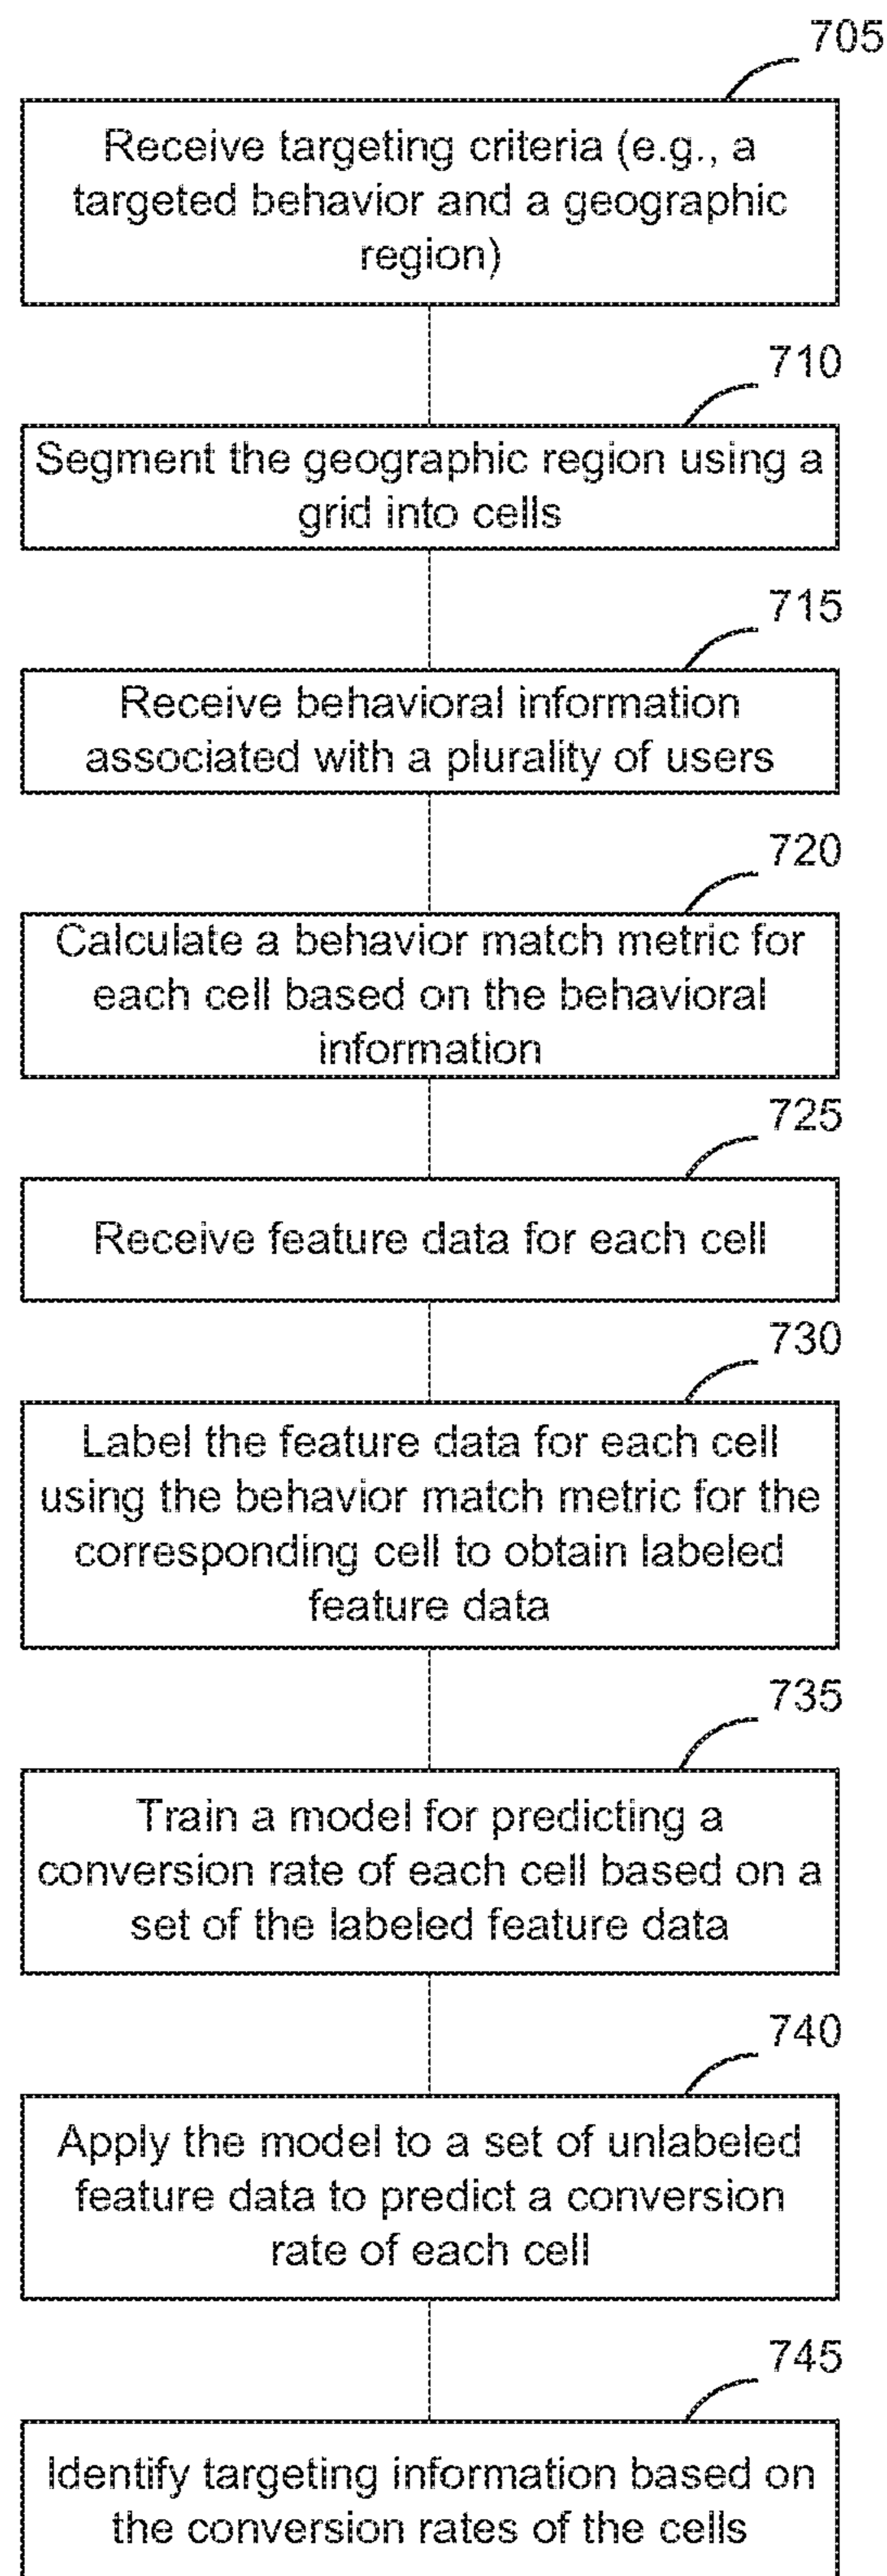 705
Receive targeting criteria (e.g., a
targeted behavior and a geographic
region)
710
Segment the geographic region using a
grid into cells
715
Receive behavioral information
associated with a plurality of users
720
Calculate a behavior match metric for
each cell based on the behavioral
information
725
Receive feature data for each cell
730
Label the feature data for each cell
using the behavior match metric for the
corresponding cell to obtain labeled
feature data
735
Train a model for predicting a
conversion rate of each cell based on a
set of the labeled feature data
740
Apply the model to a set of unlabeled
feature data to predict a conversion
rate of each cell
745
Identify targeting information based on
the conversion rates of the cells